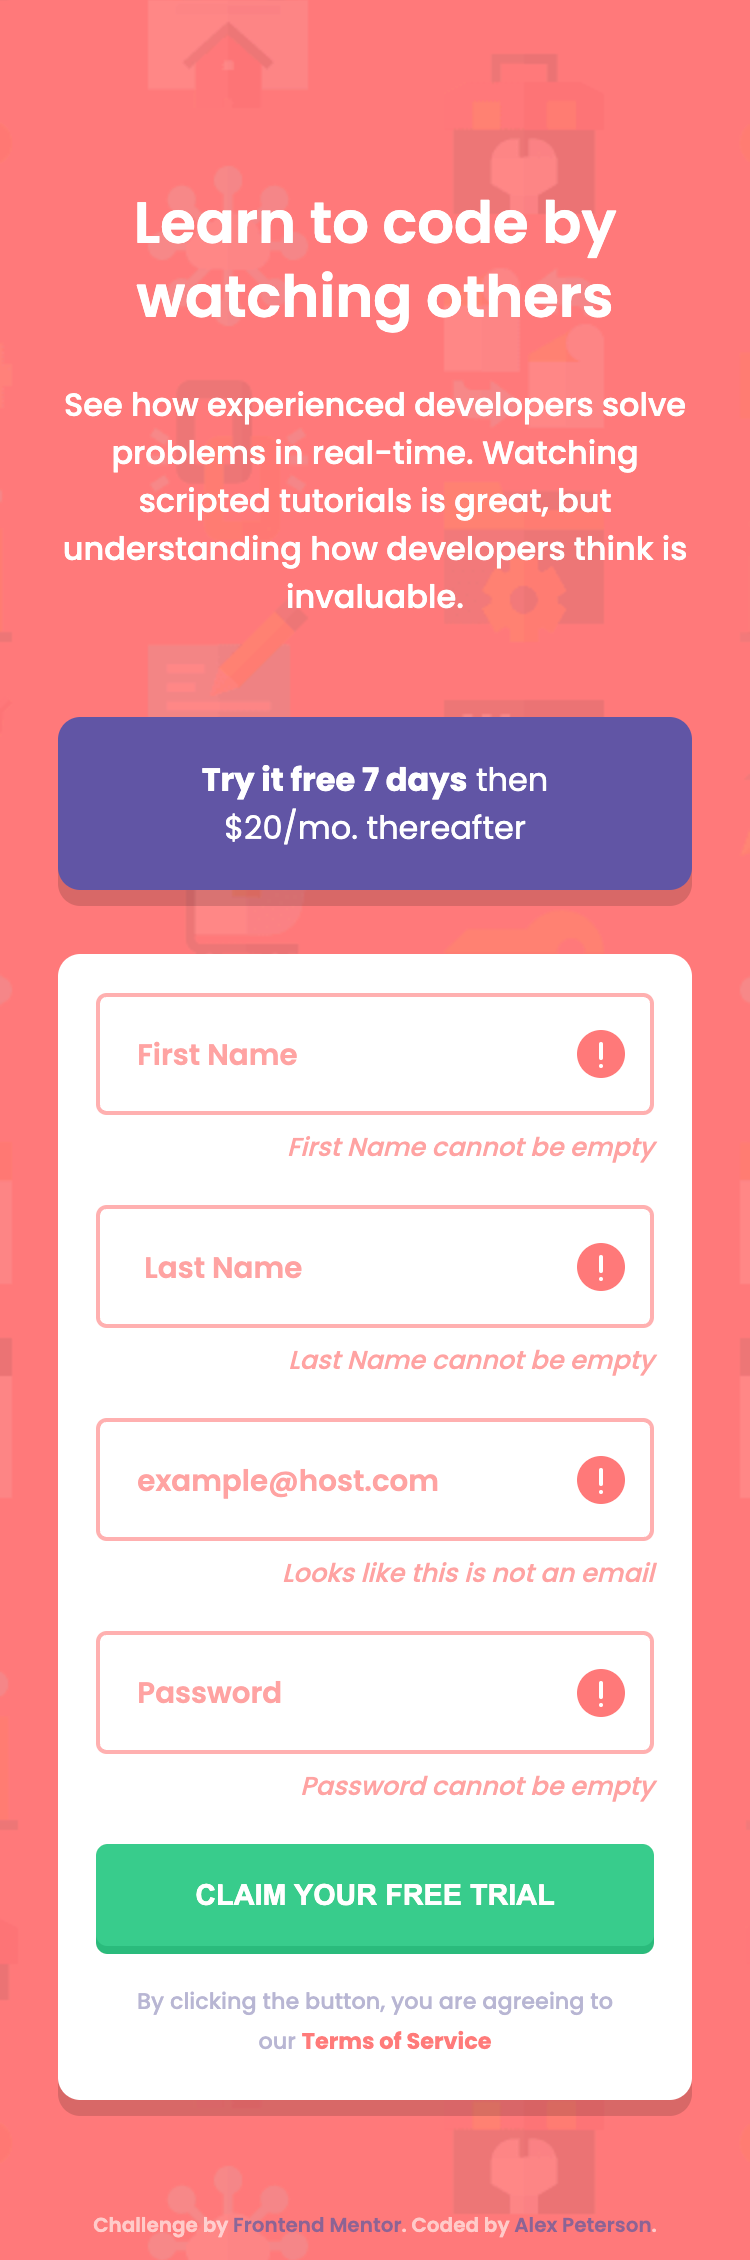 Learn to code by
watching others
See how experienced developers solve
problems in real-time. Watching
scripted tutorials is great, but
understanding how developers think is
invaluable.
Try it free 7 days then
$20/mo. thereafter
First Name
First Name cannot be empty
Last Name
Last Name cannot be empty
example@host.com
Looks like this is not an email
Password
Password cannot be empty
CLAIM YOUR FREE TRIAL
By clicking the button, you are agreeing to
our Terms of Service
Challenge by Frontend Mentor. Coded by Alex Peterson.